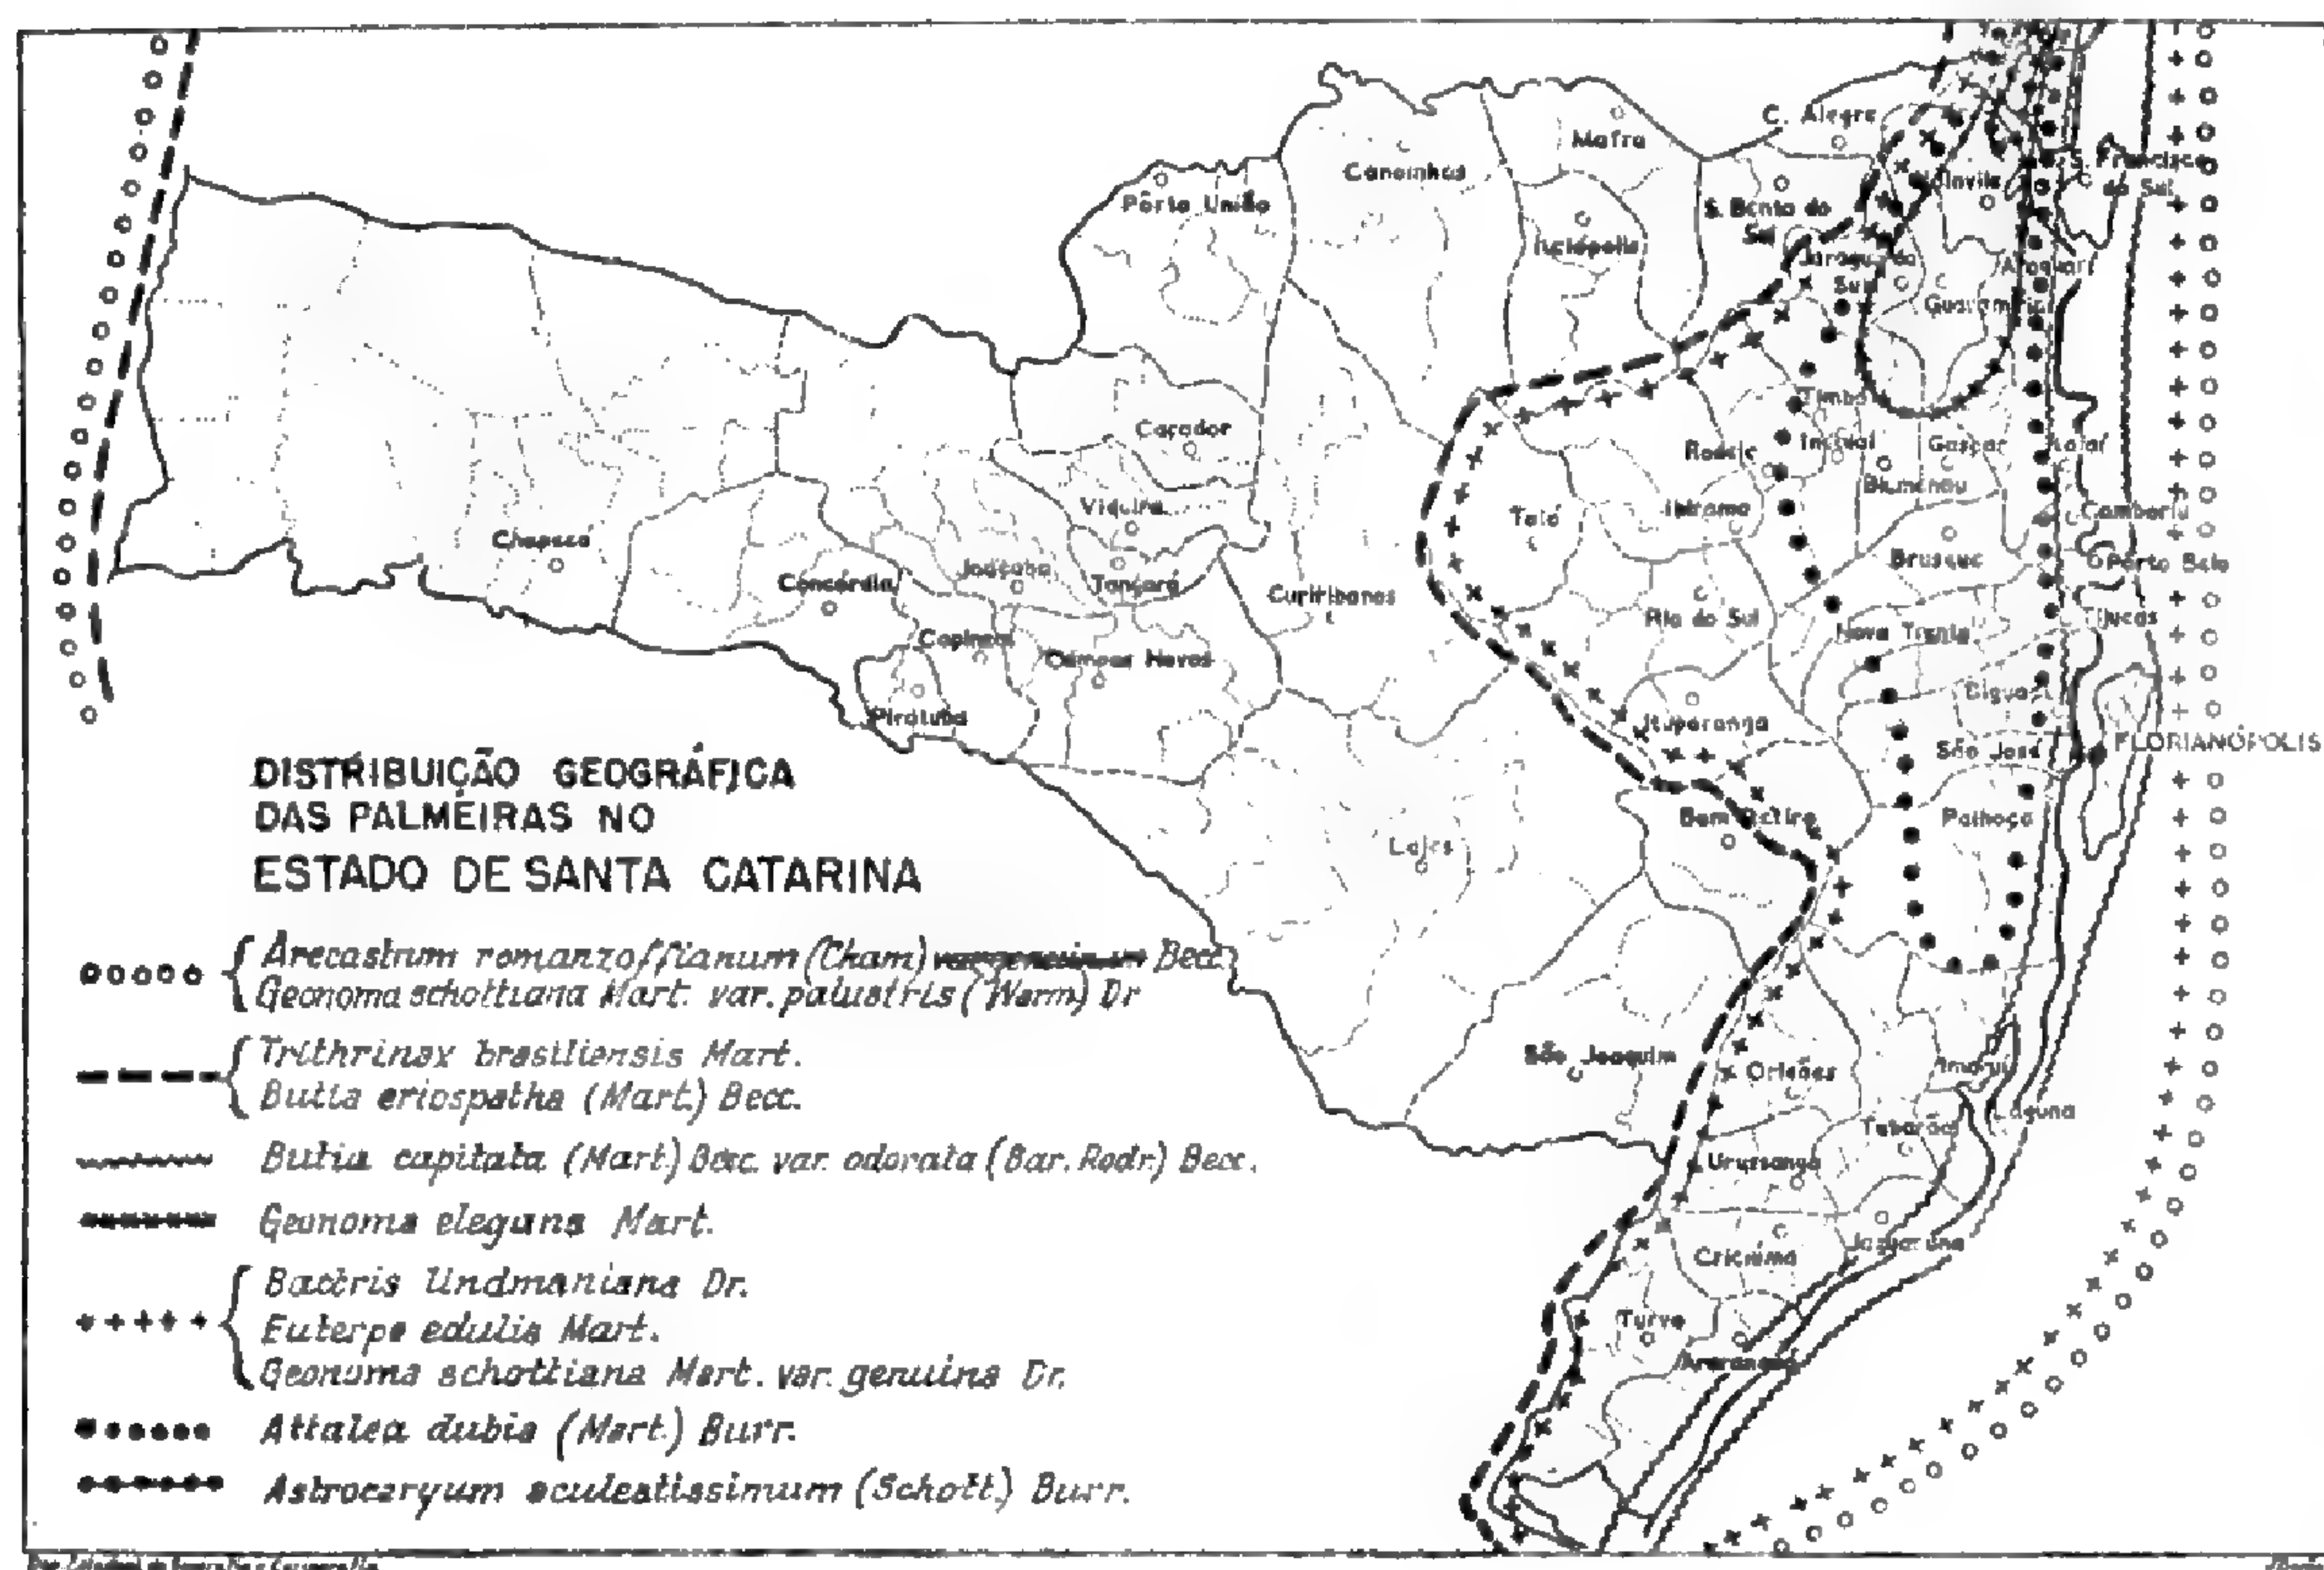 C. Alegre
Mafra
Canoinhas
S. Francisco
do Sul
Joinvile
Pôrto União
S. Bento do
Sul
Itaiópolis
Jaraguá do
Sul
Araquari
Guaramirim
Timbó
Caçador
Rodeio
Indaial
Gaspar
Itajaí
Blumenau
Videira
Taió
Ibirama
Camboriú
Chapecó
Brusque
Pôrto Belo
Joaçaba
Concórdia
Tangará
Curitibanos
Rio do Sul
Tijucas
Nova Trento
Capinzal
Campos Novos
Biguaçu
Piratuba
Ituporanga
São José
FLORIANÓPOLIS
DISTRIBUIÇÃO GEOGRÁFICA
DAS PALMEIRAS NO
ESTADO DE SANTA CATARINA
Bom Retiro
Palhoça
Lajes
Arecastrum romanzoffianum (Cham) Becc.
Geonoma schottiana Mart. var. palustris (Warm) Dr
Trithrinax brasiliensis Mart.
Butia eriospatha (Mart.) Becc.
São Joaquim
Orleães
Imaruí
Laguna
Tubarão
Butia capitata (Mart.) Becc. var. odorata (Bar. Rodr.) Becc.
Urussanga
Geonoma elegans Mart.
Criciúma
Jaguaruna
Bactris lindmaniana Dr.
Euterpe edulis Mart.
Geonoma schottiana Mart. var. genuina Dr.
Turvo
Araranguá
Attalea dubia (Mart.) Burr.
Astrocaryum aculeatissimum (Schott.) Burr.